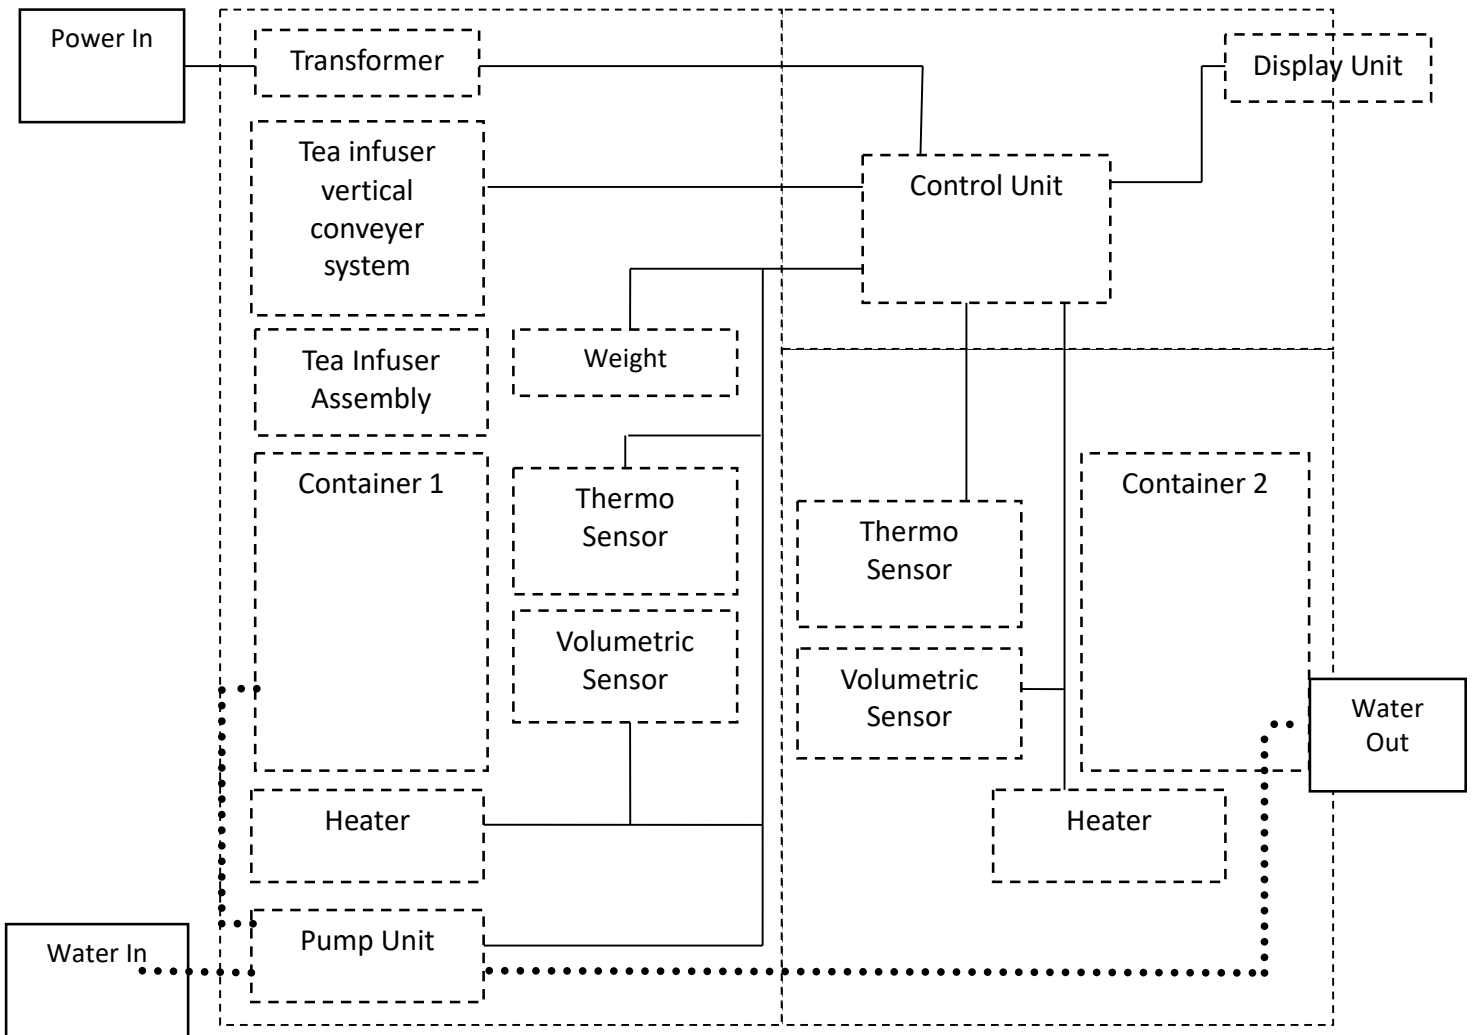 Power In
Transformer
Display Unit
Tea infuser
vertical
conveyer
system
Control Unit
Tea Infuser
Assembly
Weight
Container 1
Thermo
Sensor
Thermo
Sensor
Container 2
Volumetric
Sensor
Volumetric
Sensor
Water
Out
Heater
Heater
Pump Unit
Water In